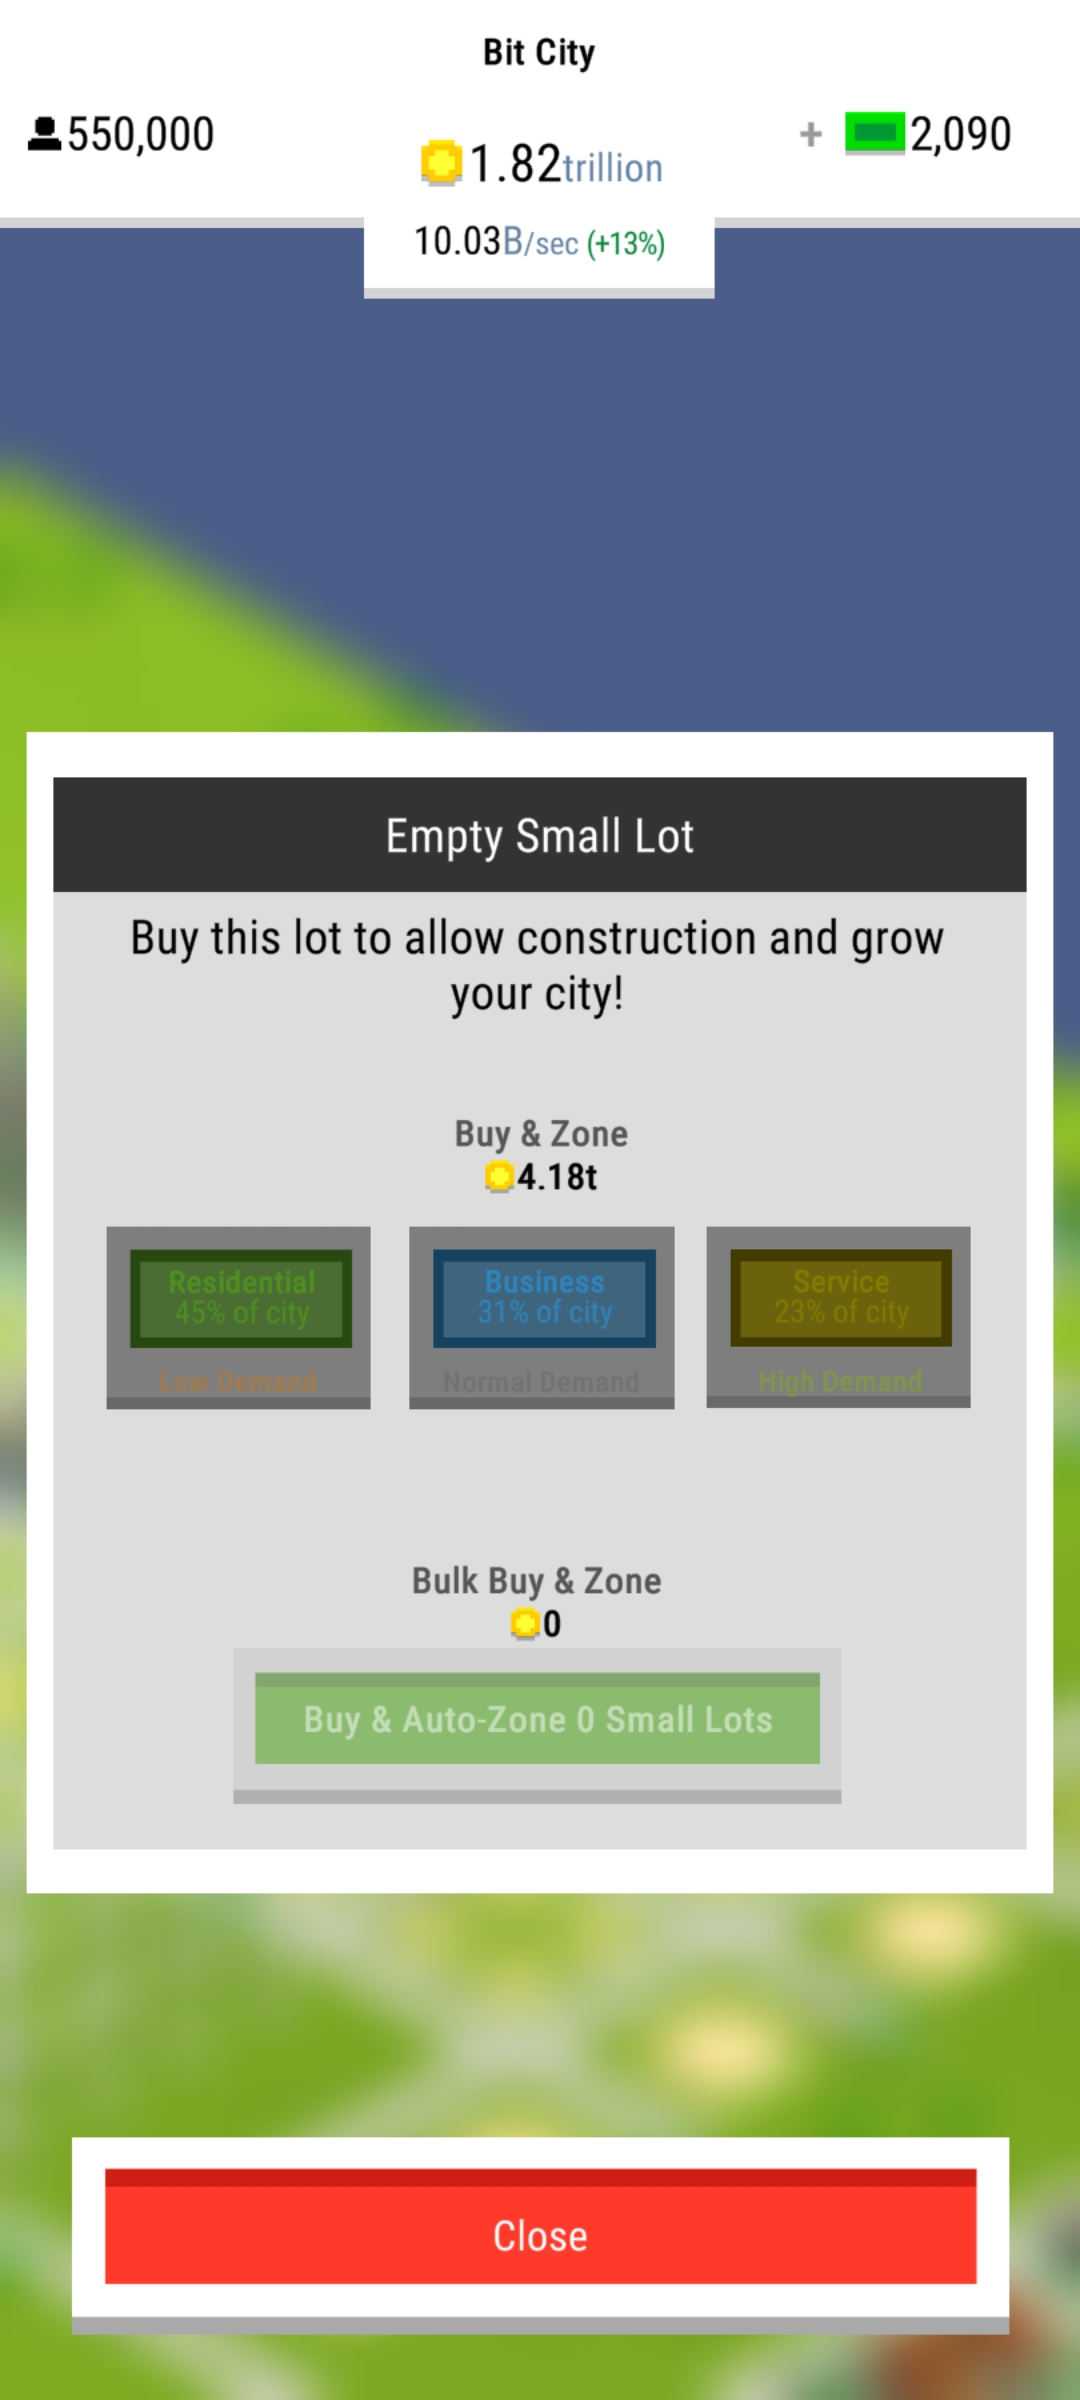 Bit City
550,000
1.82trillion
+ 2,090
10.03B/sec (+13%)
Empty Small Lot
Buy this lot to allow construction and grow
your city!
Buy & Zone
4.18t
Residential
45% of city
Low Demand
Business
31% of city
Normal Demand
Service
23% of city
High Demand
Bulk Buy & Zone
0
Buy & Auto-Zone 0 Small Lots
Close